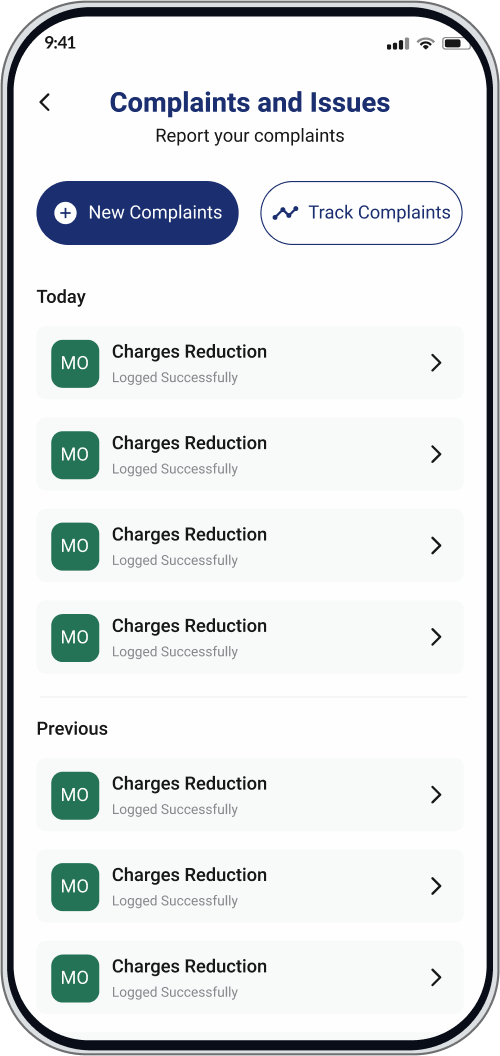 9:41
Complaints and Issues
Report your complaints
New Complaints
Track Complaints
Today
MO
Charges Reduction
Logged Successfully
MO
Charges Reduction
Logged Successfully
MO
Charges Reduction
Logged Successfully
MO
Charges Reduction
Logged Successfully
Previous
MO
Charges Reduction
Logged Successfully
MO
Charges Reduction
Logged Successfully
MO
Charges Reduction
Logged Successfully